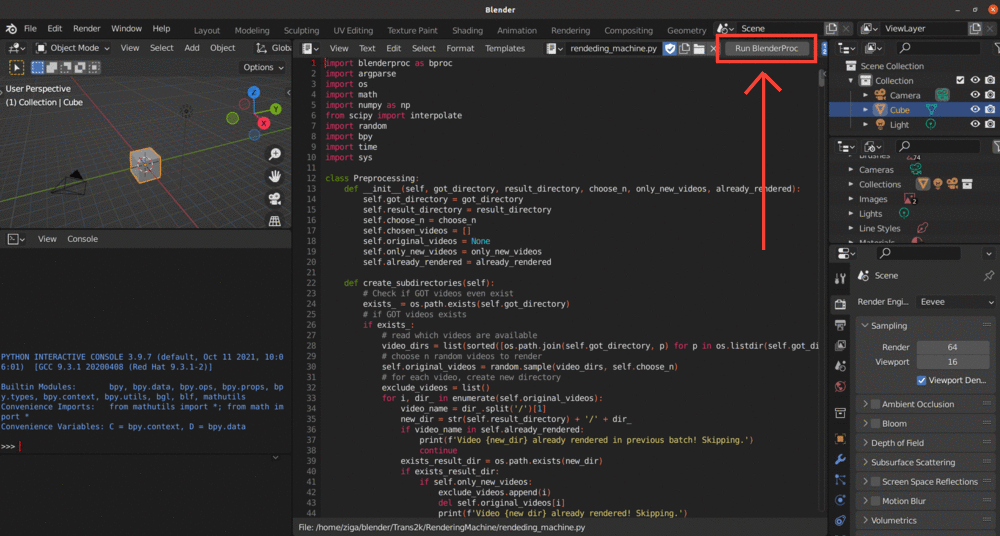 Blender
File Edit Render Window Help
Layout Modeling Sculpting UV Editing Texture Paint Shading Animation Rendering Compositing Geometry
Scene
ViewLayer
Object Mode View Select Add Object Global
Options
User Perspective
(1) Collection | Cube
X
Y
Z
View Console
PYTHON INTERACTIVE CONSOLE 3.9.7 (default, Oct 11 2021, 10:0
6:01) [GCC 9.3.1 20200408 (Red Hat 9.3.1-2)]
Builtin Modules: bpy, bpy.data, bpy.ops, bpy.props, bp
y.types, bpy.context, bpy.utils, bgl, blf, mathutils
Convenience Imports: from mathutils import *; from math im
port *
Convenience Variables: C = bpy.context, D = bpy.data
>>>
View Text Edit Select Format Templates rendeding_machine.py Run BlenderProc
1 import blenderproc as bproc
2 import argparse
3 import os
4 import math
5 import numpy as np
6 from scipy import interpolate
7 import random
8 import bpy
9 import time
10 import sys
11
12 class Preprocessing:
13 def __init__(self, got_directory, result_directory, choose_n, only_new_videos, already_rendered):
14 self.got_directory = got_directory
15 self.result_directory = result_directory
16 self.choose_n = choose_n
17 self.chosen_videos = []
18 self.original_videos = None
19 self.only_new_videos = only_new_videos
20 self.already_rendered = already_rendered
21
22 def create_subdirectories(self):
23 # Check if GOT videos even exist
24 exists_ = os.path.exists(self.got_directory)
25 # if GOT videos exists
26 if exists_:
27 # read which videos are available
28 video_dirs = list(sorted([os.path.join(self.got_directory, p) for p in os.listdir(self.got_di
29 # choose n random videos to render
30 self.original_videos = random.sample(video_dirs, self.choose_n)
31 # for each video, create new directory
32 exclude_videos = list()
33 for i, dir_ in enumerate(self.original_videos):
34 video_name = dir_.split('/')[1]
35 new_dir = str(self.result_directory) + '/' + dir_
36 if video_name in self.already_rendered:
37 print(f'Video {new_dir} already rendered in previous batch! Skipping.')
38 continue
39 exists_result_dir = os.path.exists(new_dir)
40 if exists_result_dir:
41 if self.only_new_videos:
42 exclude_videos.append(i)
43 del self.original_videos[i]
44 print(f'Video {new_dir} already rendered! Skipping.')
File: /home/ziga/blender/Trans2k/RenderingMachine/rendeding_machine.py
Scene Collection
Collection
Camera
Cube
Light
Brushes 74
Cameras
Collections
Images 2
Lights
Line Styles
Materials
Scene
Render Engi... Eevee
Sampling
Render 64
Viewport 16
Viewport Den...
Ambient Occlusion
Bloom
Depth of Field
Subsurface Scattering
Screen Space Reflections
Motion Blur
Volumetrics